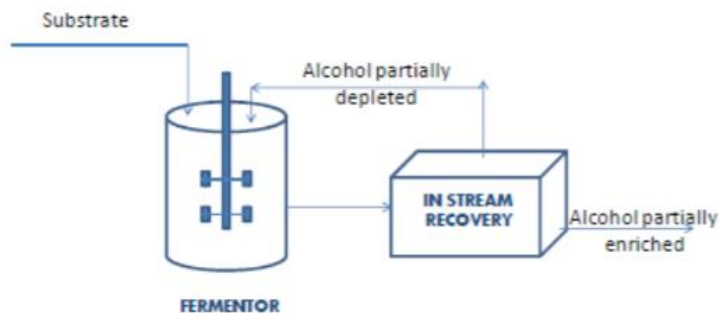 Substrate
Alcohol partially
depleted
IN STREAM
RECOVERY
Alcohol partially
enriched
FERMENTOR